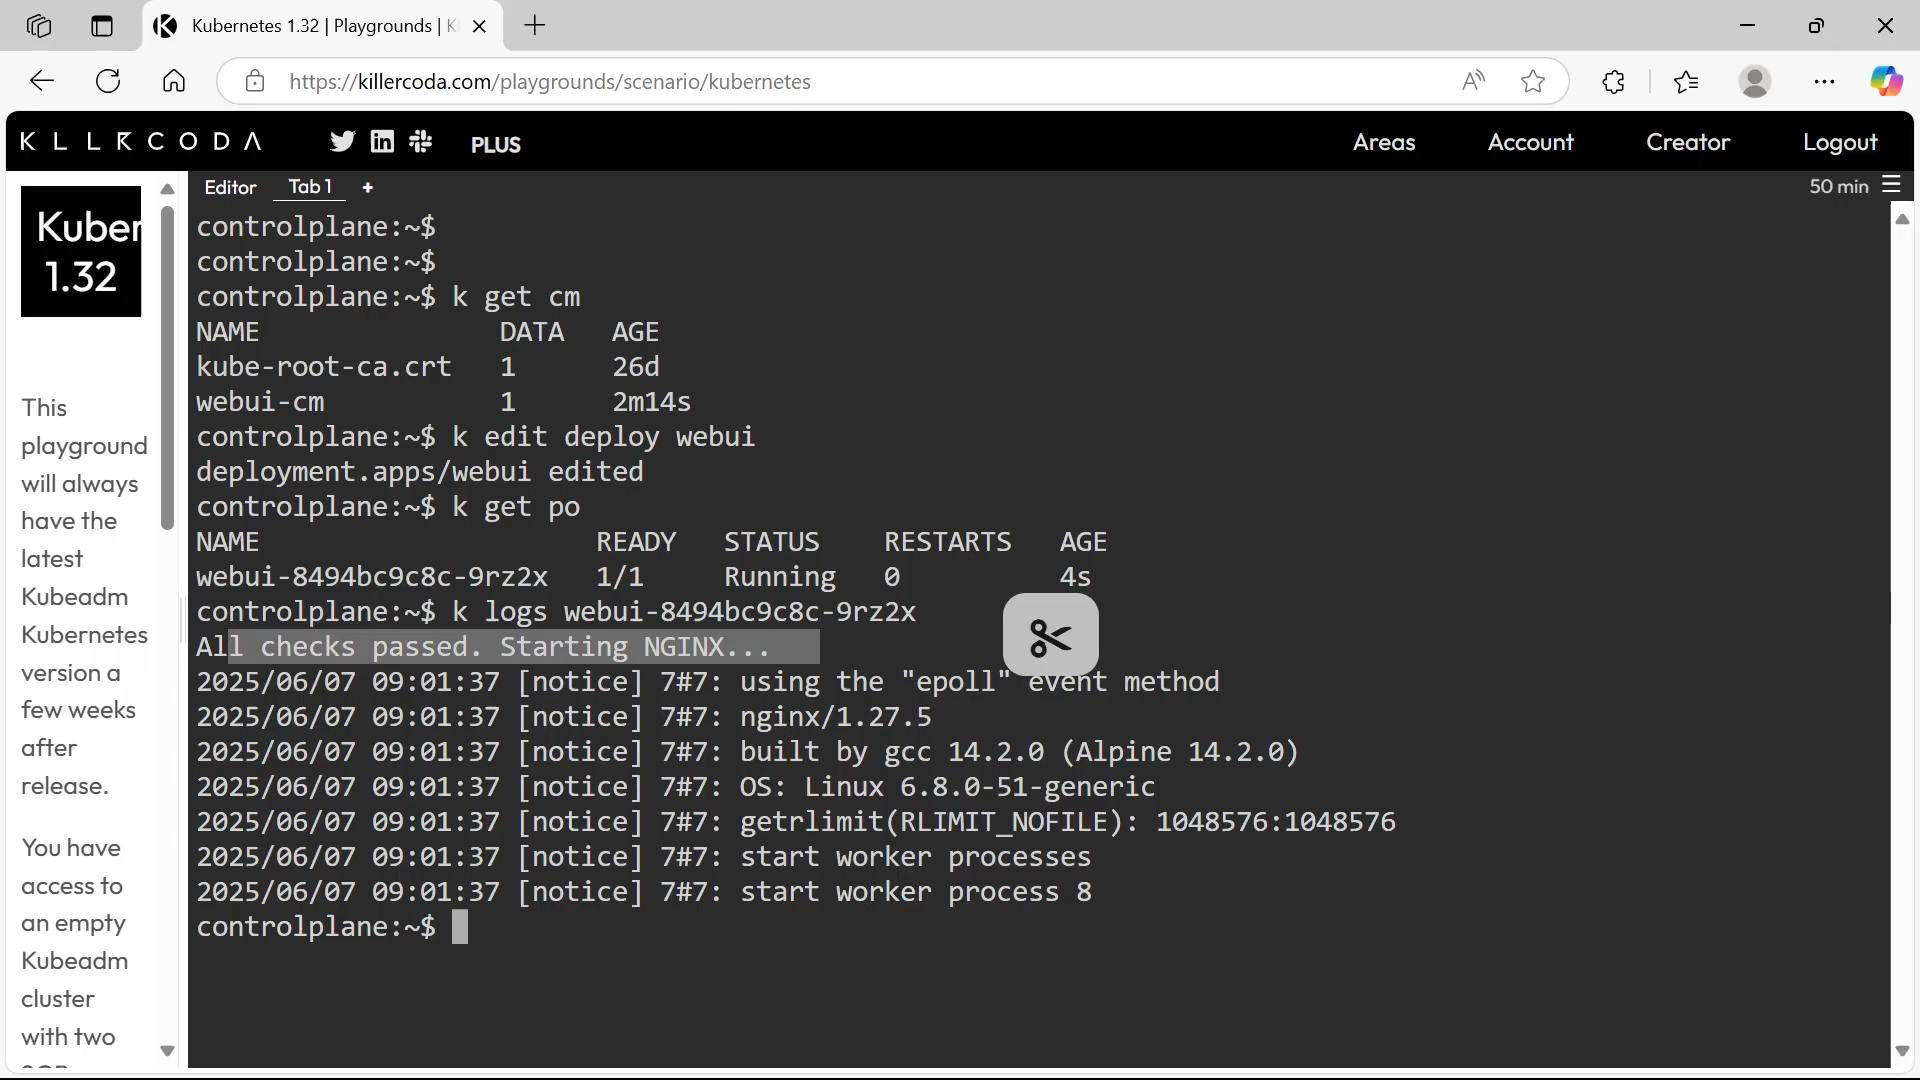 Kubernetes 1.32 | Playgrounds | K
https://killercoda.com/playgrounds/scenario/kubernetes
KLLRCODA
PLUS
Areas
Account
Creator
Logout
Editor
Tab 1
+
50 min
Kuber
1.32
This
playground
will always
have the
latest
Kubeadm
Kubernetes
version a
few weeks
after
release.
You have
access to
an empty
Kubeadm
cluster
with two
controlplane:~$
controlplane:~$
controlplane:~$ k get cm
NAME DATA AGE
kube-root-ca.crt 1 26d
webui-cm 1 2m14s
controlplane:~$ k edit deploy webui
deployment.apps/webui edited
controlplane:~$ k get po
NAME READY STATUS RESTARTS AGE
webui-8494bc9c8c-9rz2x 1/1 Running 0 4s
controlplane:~$ k logs webui-8494bc9c8c-9rz2x
All checks passed. Starting NGINX...
2025/06/07 09:01:37 [notice] 7#7: using the "epoll" event method
2025/06/07 09:01:37 [notice] 7#7: nginx/1.27.5
2025/06/07 09:01:37 [notice] 7#7: built by gcc 14.2.0 (Alpine 14.2.0)
2025/06/07 09:01:37 [notice] 7#7: OS: Linux 6.8.0-51-generic
2025/06/07 09:01:37 [notice] 7#7: getrlimit(RLIMIT_NOFILE): 1048576:1048576
2025/06/07 09:01:37 [notice] 7#7: start worker processes
2025/06/07 09:01:37 [notice] 7#7: start worker process 8
controlplane:~$